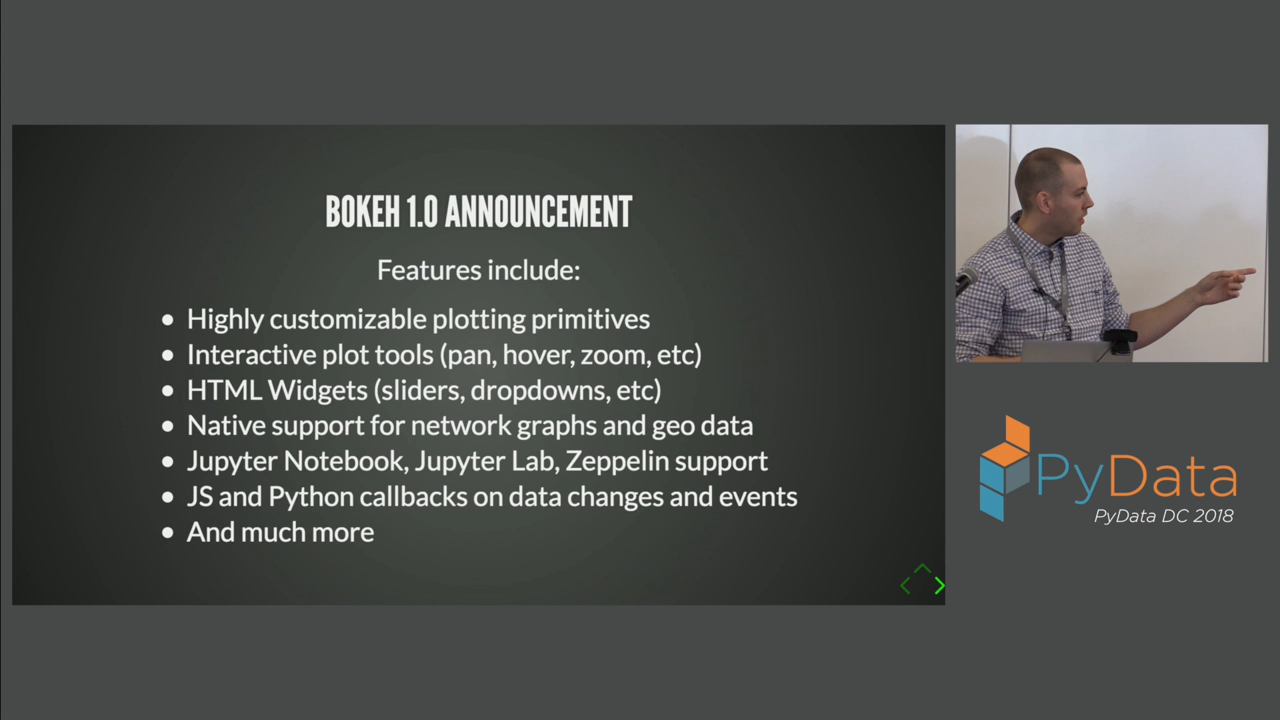 BOKEH 1.0 ANNOUNCEMENT
Features include:
Highly customizable plotting primitives
Interactive plot tools (pan, hover, zoom, etc)
HTML Widgets (sliders, dropdowns, etc)
Native support for network graphs and geo data
Jupyter Notebook, Jupyter Lab, Zeppelin support
JS and Python callbacks on data changes and events
And much more
PyData
PyData DC 2018